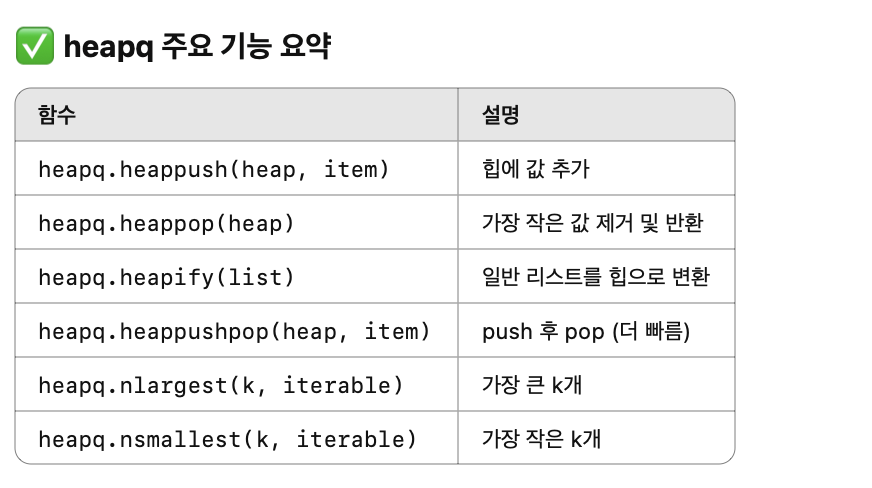 ✅ heapq 주요 기능 요약
함수 설명
heapq.heappush(heap, item) 힙에 값 추가
heapq.heappop(heap) 가장 작은 값 제거 및 반환
heapq.heapify(list) 일반 리스트를 힙으로 변환
heapq.heappushpop(heap, item) push 후 pop (더 빠름)
heapq.nlargest(k, iterable) 가장 큰 k개
heapq.nsmallest(k, iterable) 가장 작은 k개